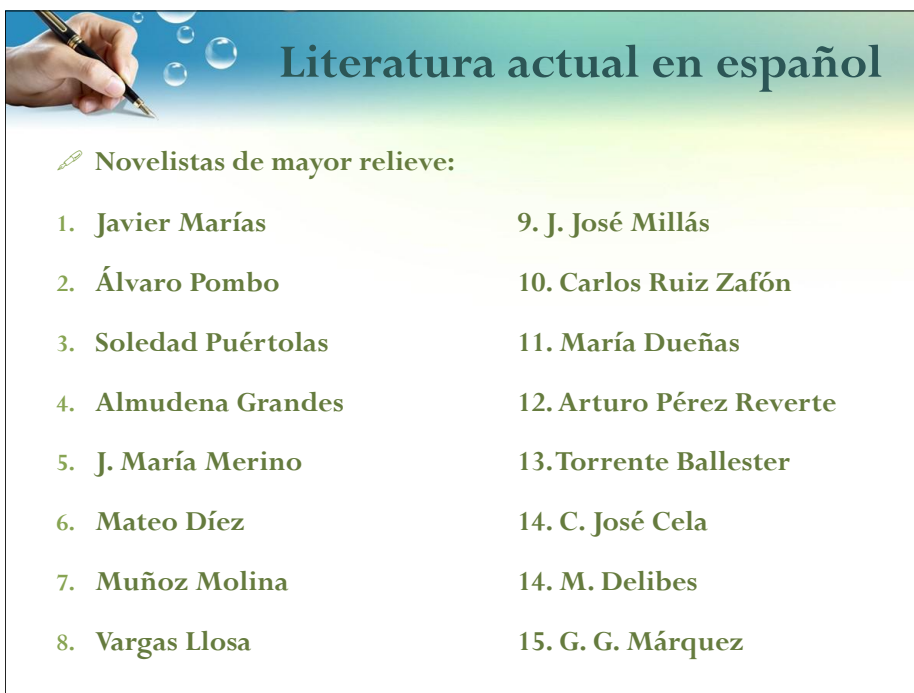 Literatura actual en español
Novelistas de mayor relieve:
1. Javier Marías
2. Álvaro Pombo
3. Soledad Puértolas
4. Almudena Grandes
5. J. María Merino
6. Mateo Díez
7. Muñoz Molina
8. Vargas Llosa
9. J. José Millás
10. Carlos Ruiz Zafón
11. María Dueñas
12. Arturo Pérez Reverte
13. Torrente Ballester
14. C. José Cela
14. M. Delibes
15. G. G. Márquez